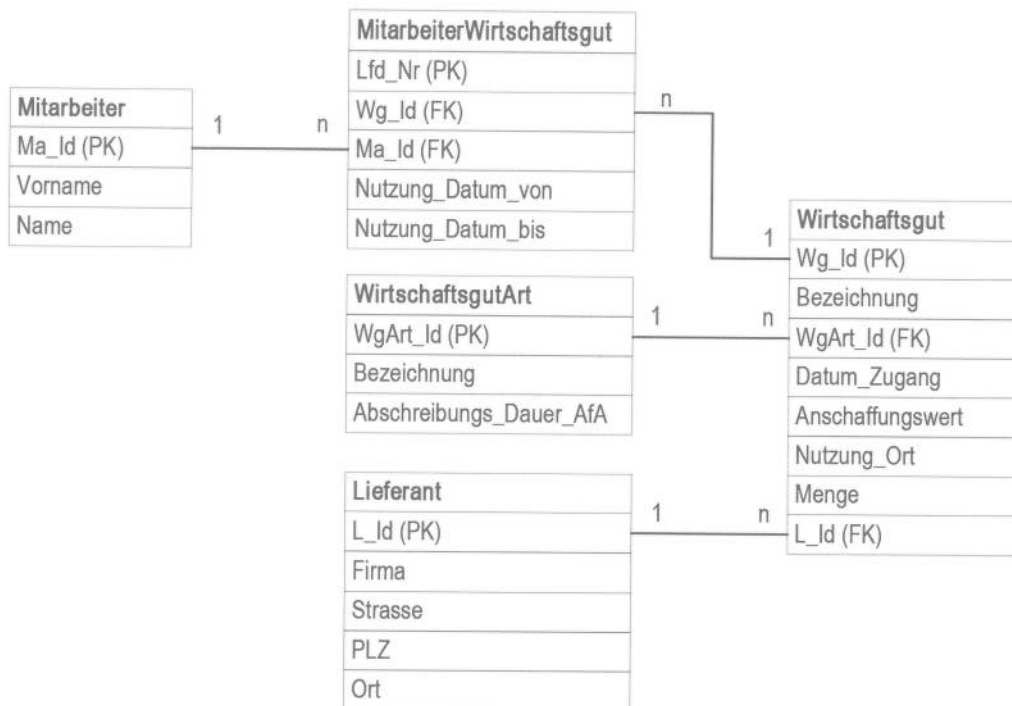 MitarbeiterWirtschaftsgut
Lfd_Nr (PK)
Wg_Id (FK)
Ma_Id (FK)
Nutzung_Datum_von
Nutzung_Datum_bis
Mitarbeiter
Ma_Id (PK)
Vorname
Name
1
n
n
1
WirtschaftsgutArt
WgArt_Id (PK)
Bezeichnung
Abschreibungs_Dauer_AfA
1
n
Wirtschaftsgut
Wg_Id (PK)
Bezeichnung
WgArt_Id (FK)
Datum_Zugang
Anschaffungswert
Nutzung_Ort
Menge
L_Id (FK)
Lieferant
L_Id (PK)
Firma
Strasse
PLZ
Ort
1
n